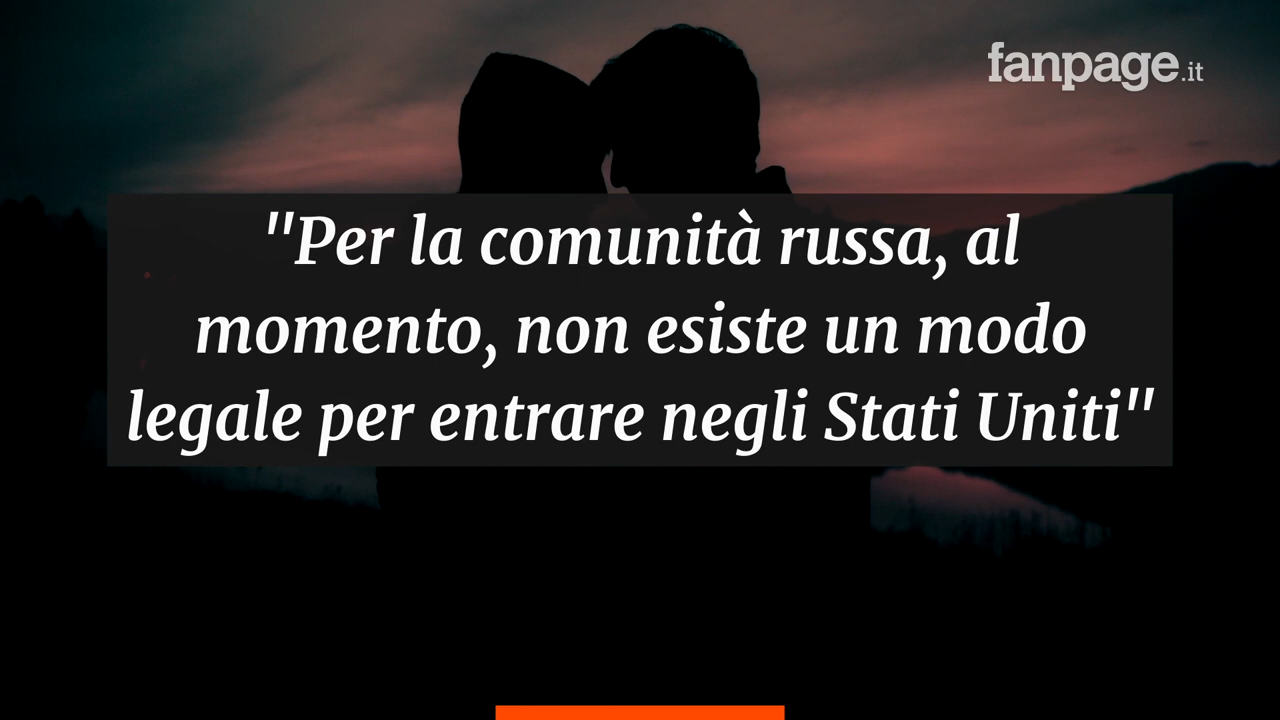 fanpage.it
"Per la comunità russa, al
momento, non esiste un modo
legale per entrare negli Stati Uniti"